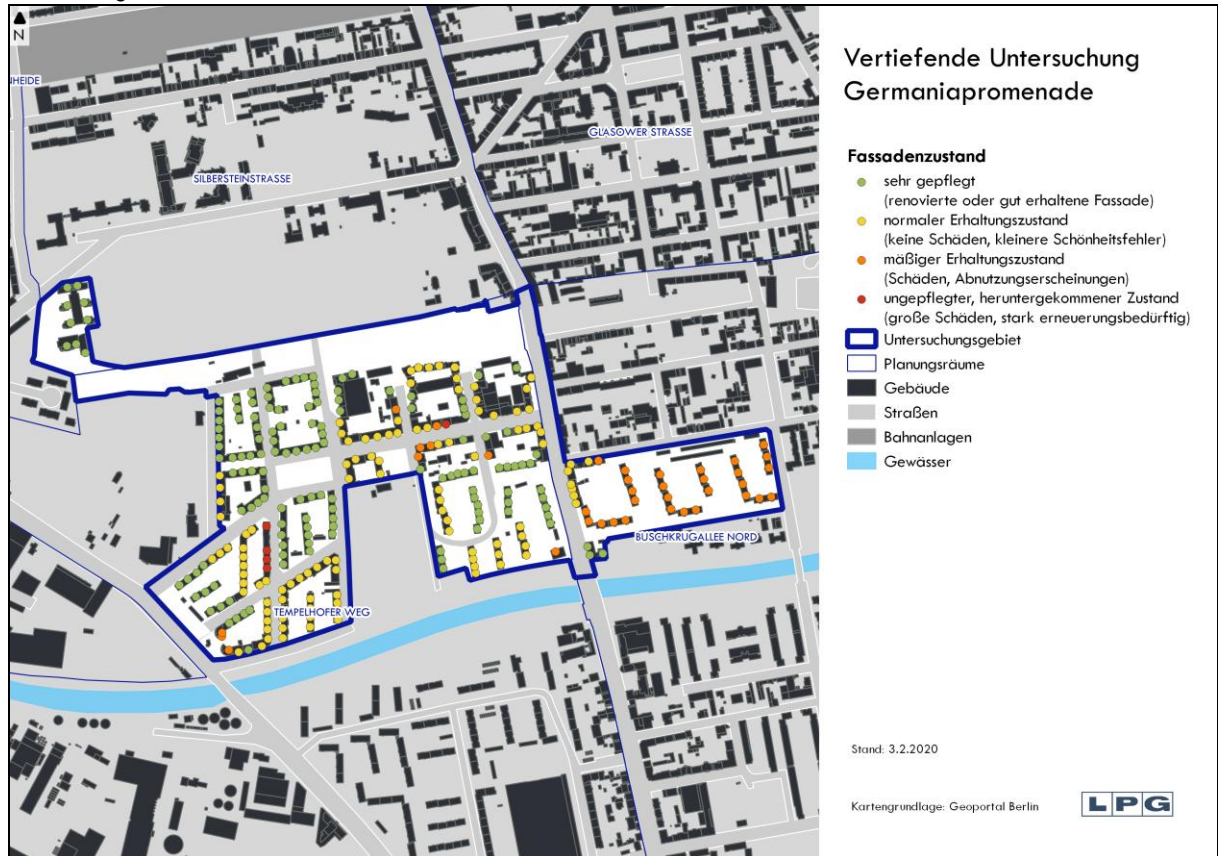 N
NHEIDE
GLASOWER STRASSE
SILBERSTEINSTRASSE
BUSCHKRUGALLEE NORD
TEMPELHOFER WEG
Vertiefende Untersuchung
Germaniapromenade
Fassadenzustand
sehr gepflegt
(renovierte oder gut erhaltene Fassade)
normaler Erhaltungszustand
(keine Schäden, kleinere Schönheitsfehler)
mäßiger Erhaltungszustand
(Schäden, Abnutzungserscheinungen)
ungepflegter, heruntergekommener Zustand
(große Schäden, stark erneuerungsbedürftig)
Untersuchungsgebiet
Planungsräume
Gebäude
Straßen
Bahnanlagen
Gewässer
Stand: 3.2.2020
Kartengrundlage: Geoportal Berlin
LPG